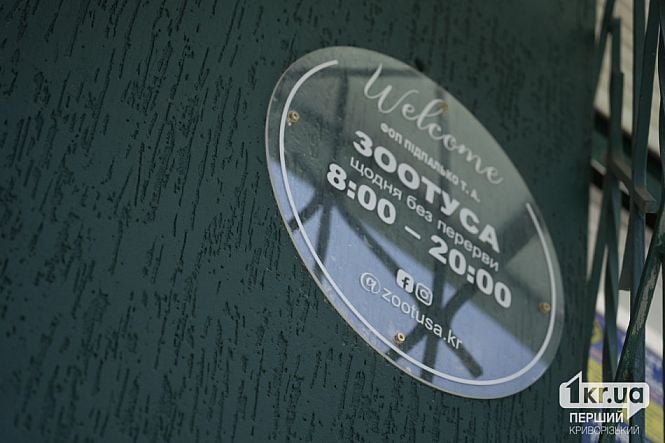 Welcome
ФОП ПІДПАЛЬКО Т. А.
ЗООТУСА
щодня без перерви
8:00 – 20:00
@zootusa.kr
1kr.ua
ПЕРШИЙ
КРИВОРІЗЬКИЙ